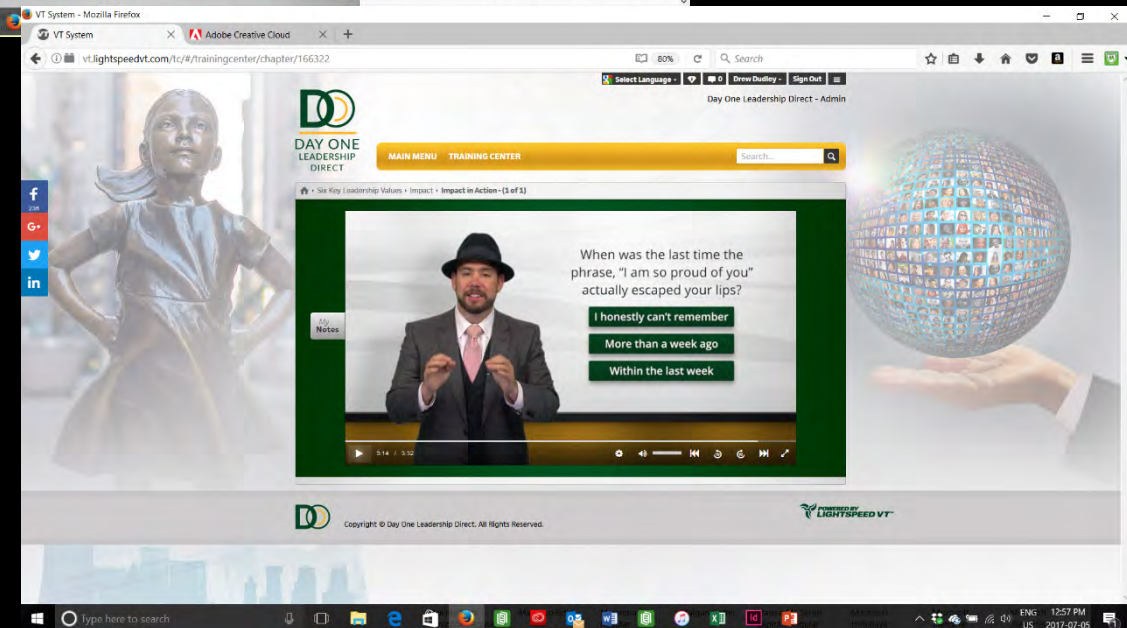 VT System - Mozilla Firefox
VT System
Adobe Creative Cloud
vt.lightspeedvt.com/tc/#/trainingcenter/chapter/166322
80%
Search
Select Language
0
Drew Dudley
Sign Out
Day One Leadership Direct - Admin
DAY ONE
LEADERSHIP
DIRECT
MAIN MENU TRAINING CENTER
Search...
Six Key Leadership Values • Impact • Impact in Action - (1 of 1)
f
G+
in
My
Notes
When was the last time the
phrase, “I am so proud of you”
actually escaped your lips?
I honestly can't remember
More than a week ago
Within the last week
3:14 / 3:32
Copyright © Day One Leadership Direct. All Rights Reserved.
POWERED BY
LIGHTSPEED VT
Type here to search
ENG
US
12:57 PM
2017-07-05